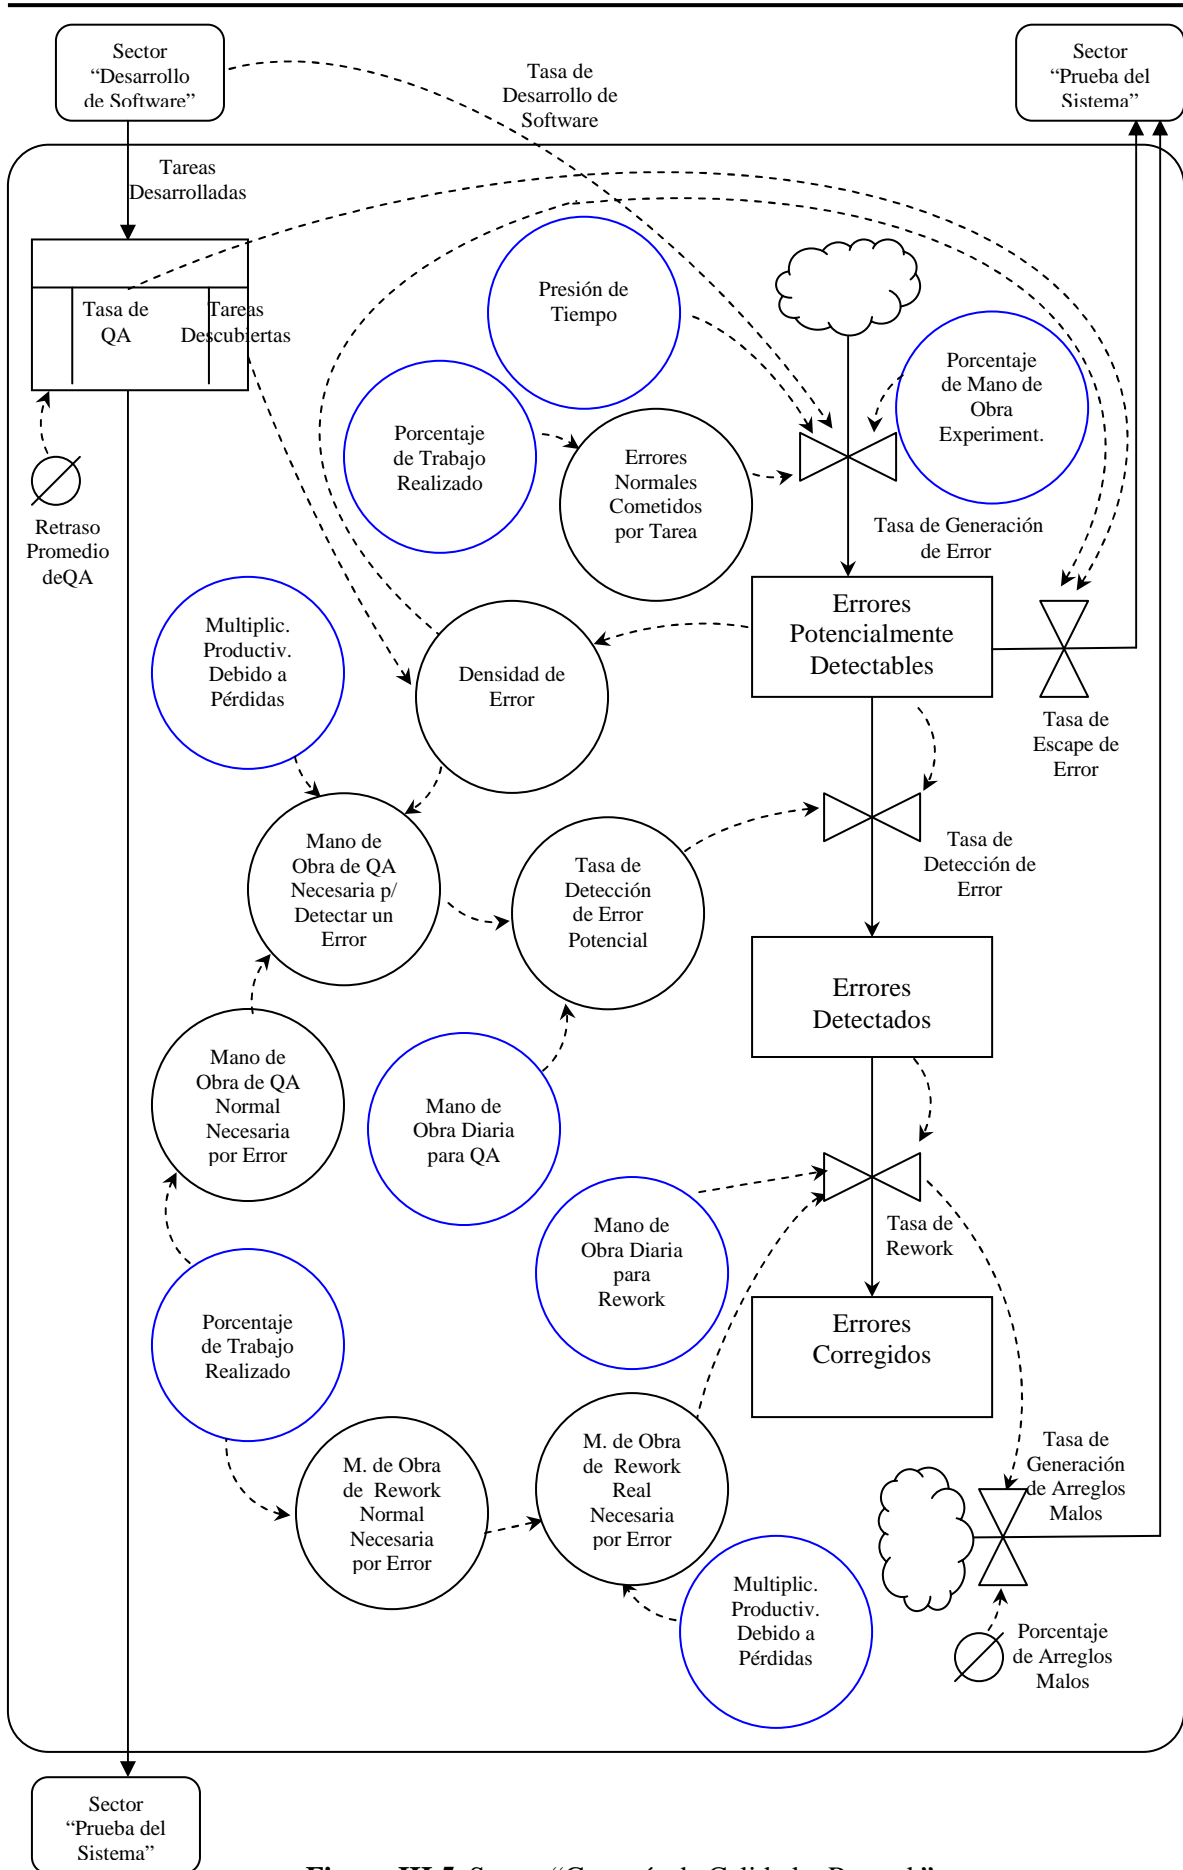 Sector
“Desarrollo
de Software”
Sector
“Prueba del
Sistema”
Tasa de
Desarrollo de
Software
Tareas
Desarrolladas
Tasa de
QA
Tareas
Descubiertas
Presión de
Tiempo
Porcentaje
de Mano de
Obra
Experiment.
Porcentaje
de Trabajo
Realizado
Errores
Normales
Cometidos
por Tarea
Retraso
Promedio
deQA
Tasa de Generación
de Error
Errores
Potencialmente
Detectables
Multiplic.
Productiv.
Debido a
Pérdidas
Densidad de
Error
Tasa de
Escape de
Error
Mano de
Obra de QA
Necesaria p/
Detectar un
Error
Tasa de
Detección
de Error
Potencial
Tasa de
Detección de
Error
Errores
Detectados
Mano de
Obra de QA
Normal
Necesaria
por Error
Mano de
Obra Diaria
para QA
Mano de
Obra Diaria
para
Rework
Tasa de
Rework
Porcentaje
de Trabajo
Realizado
Errores
Corregidos
M. de Obra
de Rework
Normal
Necesaria
por Error
M. de Obra
de Rework
Real
Necesaria
por Error
Tasa de
Generación
de Arreglos
Malos
Multiplic.
Productiv.
Debido a
Pérdidas
Porcentaje
de Arreglos
Malos
Sector
“Prueba del
Sistema”